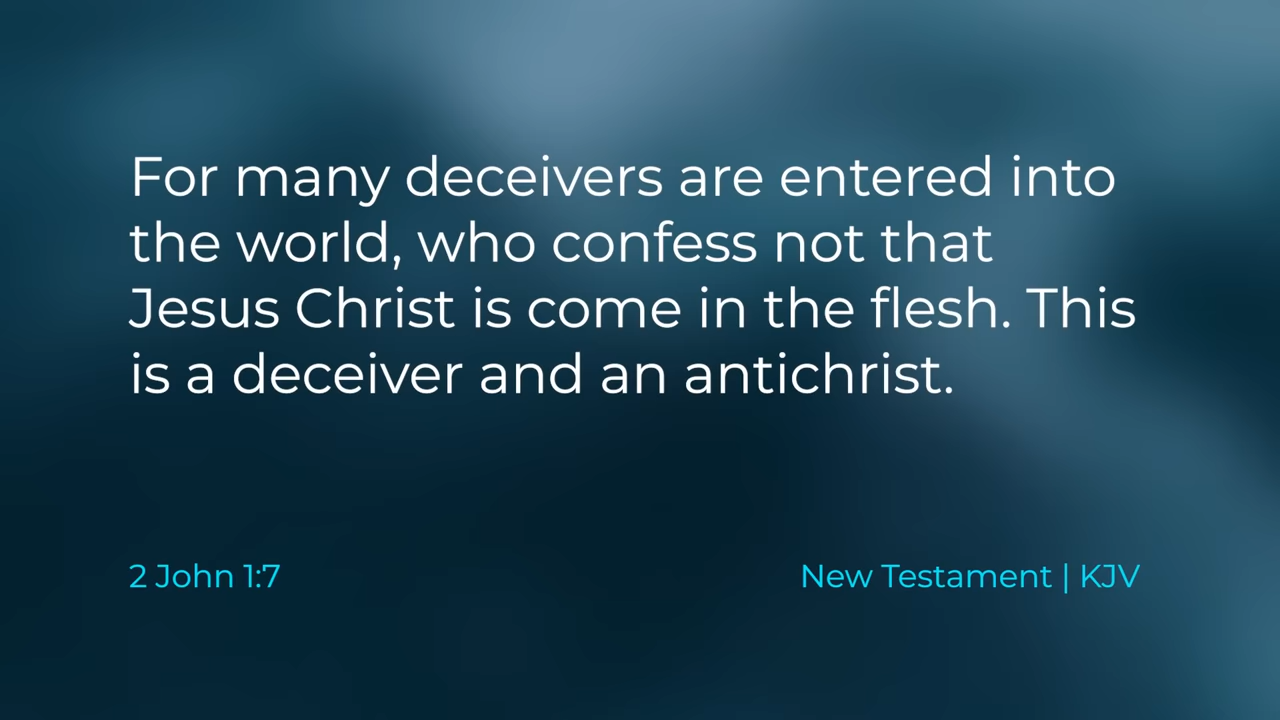 For many deceivers are entered into
the world, who confess not that
Jesus Christ is come in the flesh. This
is a deceiver and an antichrist.
2 John 1:7
New Testament | KJV